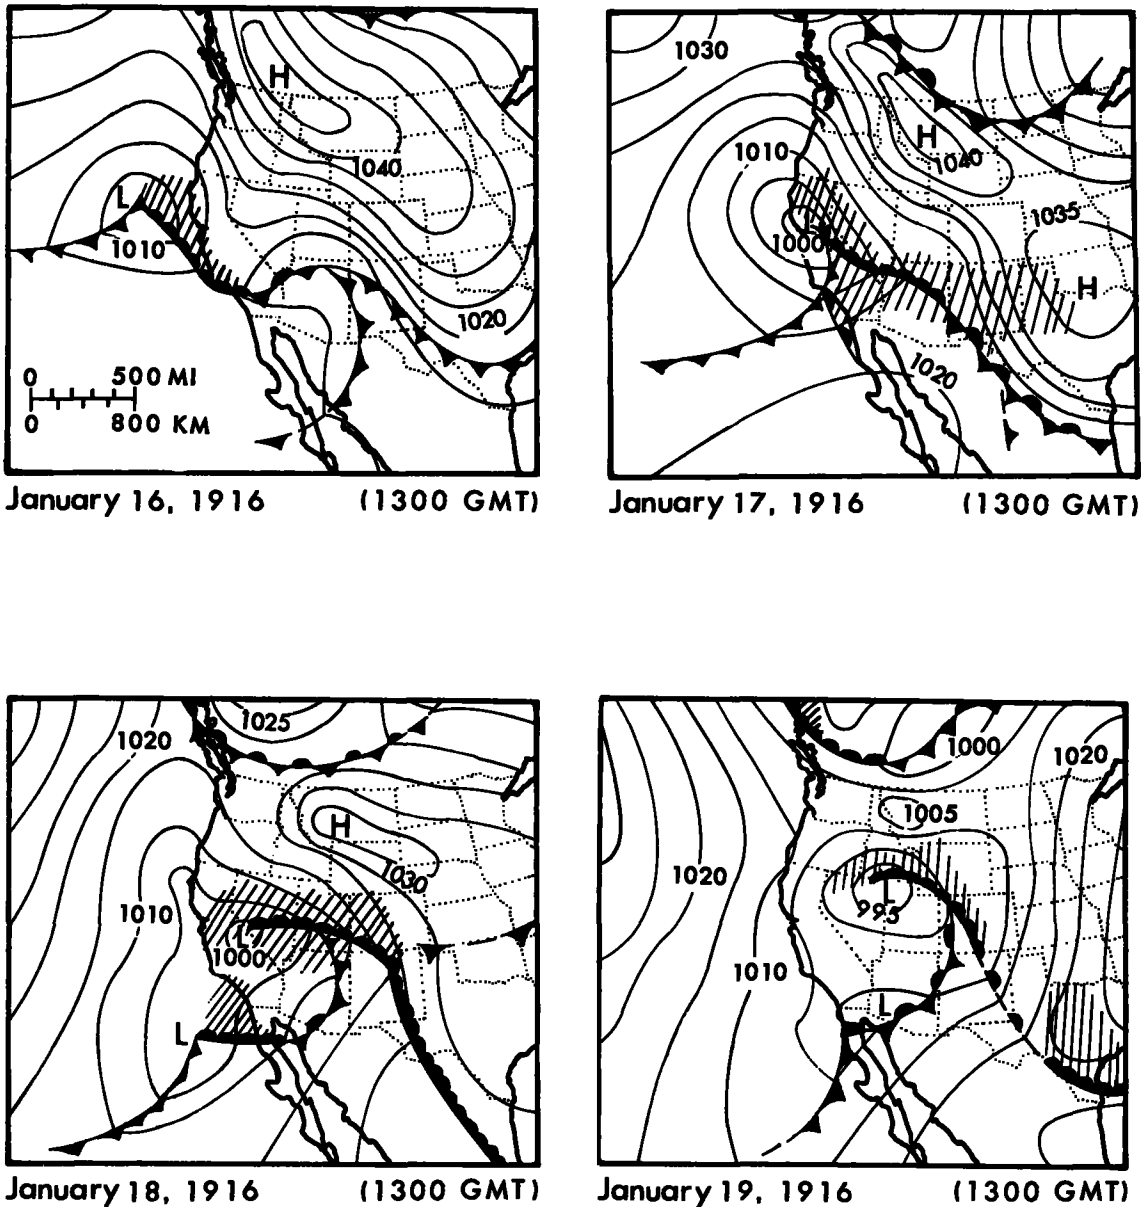 H
1040
L
1010
1020
0 500 MI
0 800 KM
January 16, 1916 (1300 GMT)
1030
H
1010
1040
1035
L
1000
H
1020
January 17, 1916 (1300 GMT)
1025
1020
H
1030
1010
L
1000
L
January 18, 1916 (1300 GMT)
1000
1020
1005
1020
L
995
1010
L
January 19, 1916 (1300 GMT)